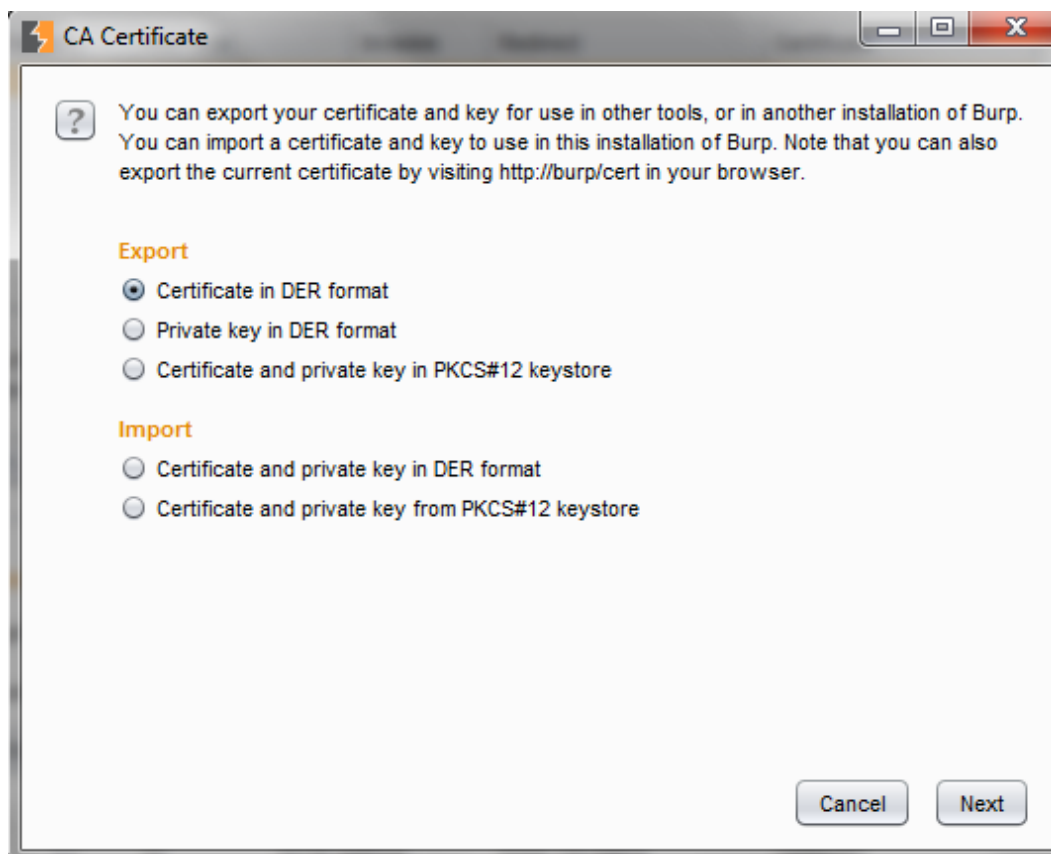 CA Certificate
You can export your certificate and key for use in other tools, or in another installation of Burp.
You can import a certificate and key to use in this installation of Burp. Note that you can also
export the current certificate by visiting http://burp/cert in your browser.
Export
Certificate in DER format
Private key in DER format
Certificate and private key in PKCS#12 keystore
Import
Certificate and private key in DER format
Certificate and private key from PKCS#12 keystore
Cancel
Next